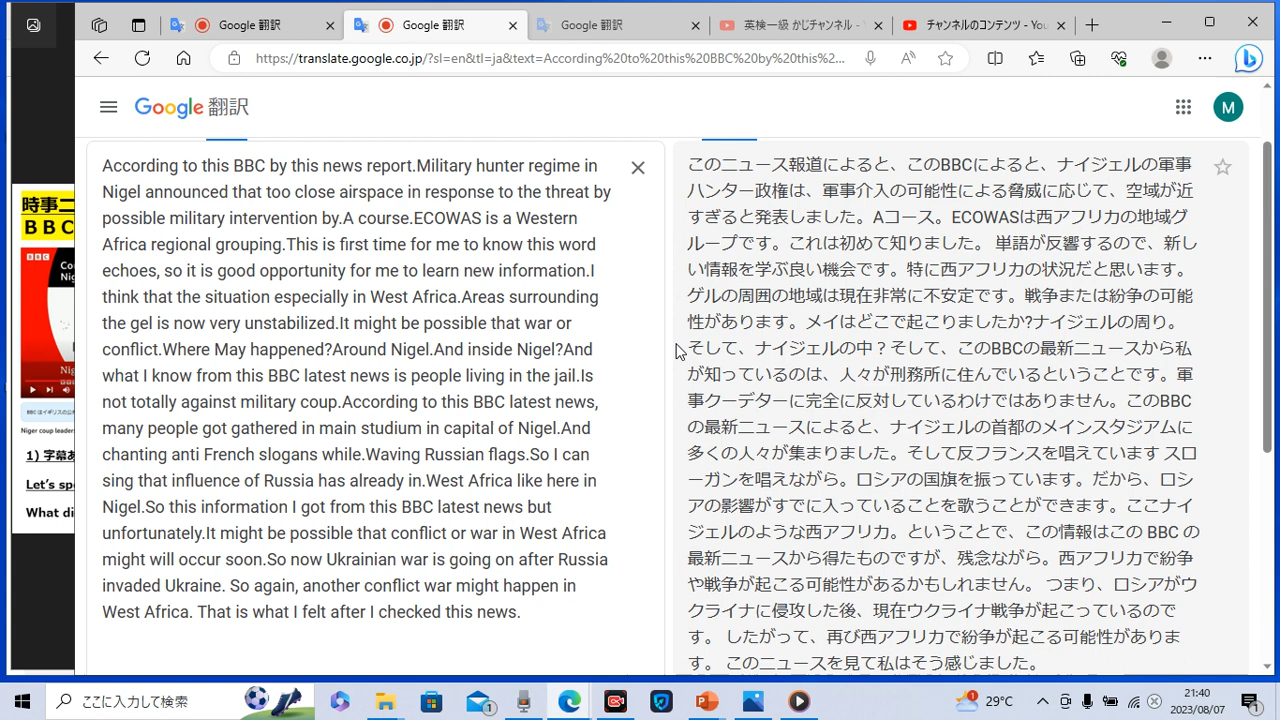 Google 翻訳
Google 翻訳
Google 翻訳
英検一級 かじチャンネル -
チャンネルのコンテンツ - You
https://translate.google.co.jp/?sl=en&tl=ja&text=According%20to%20this%20BBC%20by%20this%2...
Google 翻訳
M
According to this BBC by this news report.Military hunter regime in
Nigel announced that too close airspace in response to the threat by
possible military intervention by.A course.ECOWAS is a Western
Africa regional grouping.This is first time for me to know this word
echoes, so it is good opportunity for me to learn new information.I
think that the situation especially in West Africa.Areas surrounding
the gel is now very unstabilized.It might be possible that war or
conflict.Where May happened?Around Nigel.And inside Nigel?And
what I know from this BBC latest news is people living in the jail.Is
not totally against military coup.According to this BBC latest news,
many people got gathered in main studium in capital of Nigel.And
chanting anti French slogans while.Waving Russian flags.So I can
sing that influence of Russia has already in.West Africa like here in
Nigel.So this information I got from this BBC latest news but
unfortunately.It might be possible that conflict or war in West Africa
might will occur soon.So now Ukrainian war is going on after Russia
invaded Ukraine. So again, another conflict war might happen in
West Africa. That is what I felt after I checked this news.
このニュース報道によると、このBBCによると、ナイジェルの軍事
ハンター政権は、軍事介入の可能性による脅威に応じて、空域が近
すぎると発表しました。Aコース。ECOWASは西アフリカの地域グ
ループです。これは初めて知りました。 単語が反響するので、新し
い情報を学ぶ良い機会です。特に西アフリカの状況だと思います。
ゲルの周囲の地域は現在非常に不安定です。戦争または紛争の可能
性があります。メイはどこで起こりましたか?ナイジェルの周り。
そして、ナイジェルの中？そして、このBBCの最新ニュースから私
が知っているのは、人々が刑務所に住んでいるということです。軍
事クーデターに完全に反対しているわけではありません。このBBC
の最新ニュースによると、ナイジェルの首都のメインスタジアムに
多くの人々が集まりました。そして反フランスを唱えています スロ
ーガンを唱えながら。ロシアの国旗を振っています。だから、ロシ
アの影響がすでに入っていることを歌うことができます。ここナイ
ジェルのような西アフリカ。ということで、この情報はこの BBC の
最新ニュースから得たものですが、残念ながら。西アフリカで紛争
や戦争が起こる可能性があるかもしれません。 つまり、ロシアがウ
クライナに侵攻した後、現在ウクライナ戦争が起こっているので
す。 したがって、再び西アフリカで紛争が起こる可能性がありま
す。 このニュースを見て私はそう感じました。
時事ニ
BBC
BBC
Co
Nig
Nig
BBC はイギリスの公
Niger coup leader
1) 字幕あ
Let's spe
What di
ここに入力して検索
1
1
29°C
21:40
2023/08/07
1